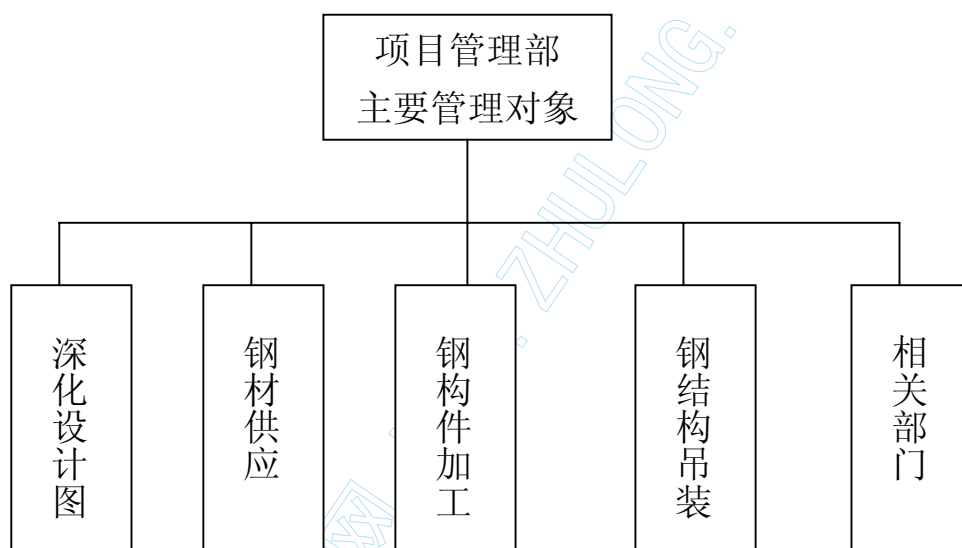 项目管理部
主要管理对象
深化设计图
钢材供应
钢构件加工
钢结构吊装
相关部门
网
ZHULONG.